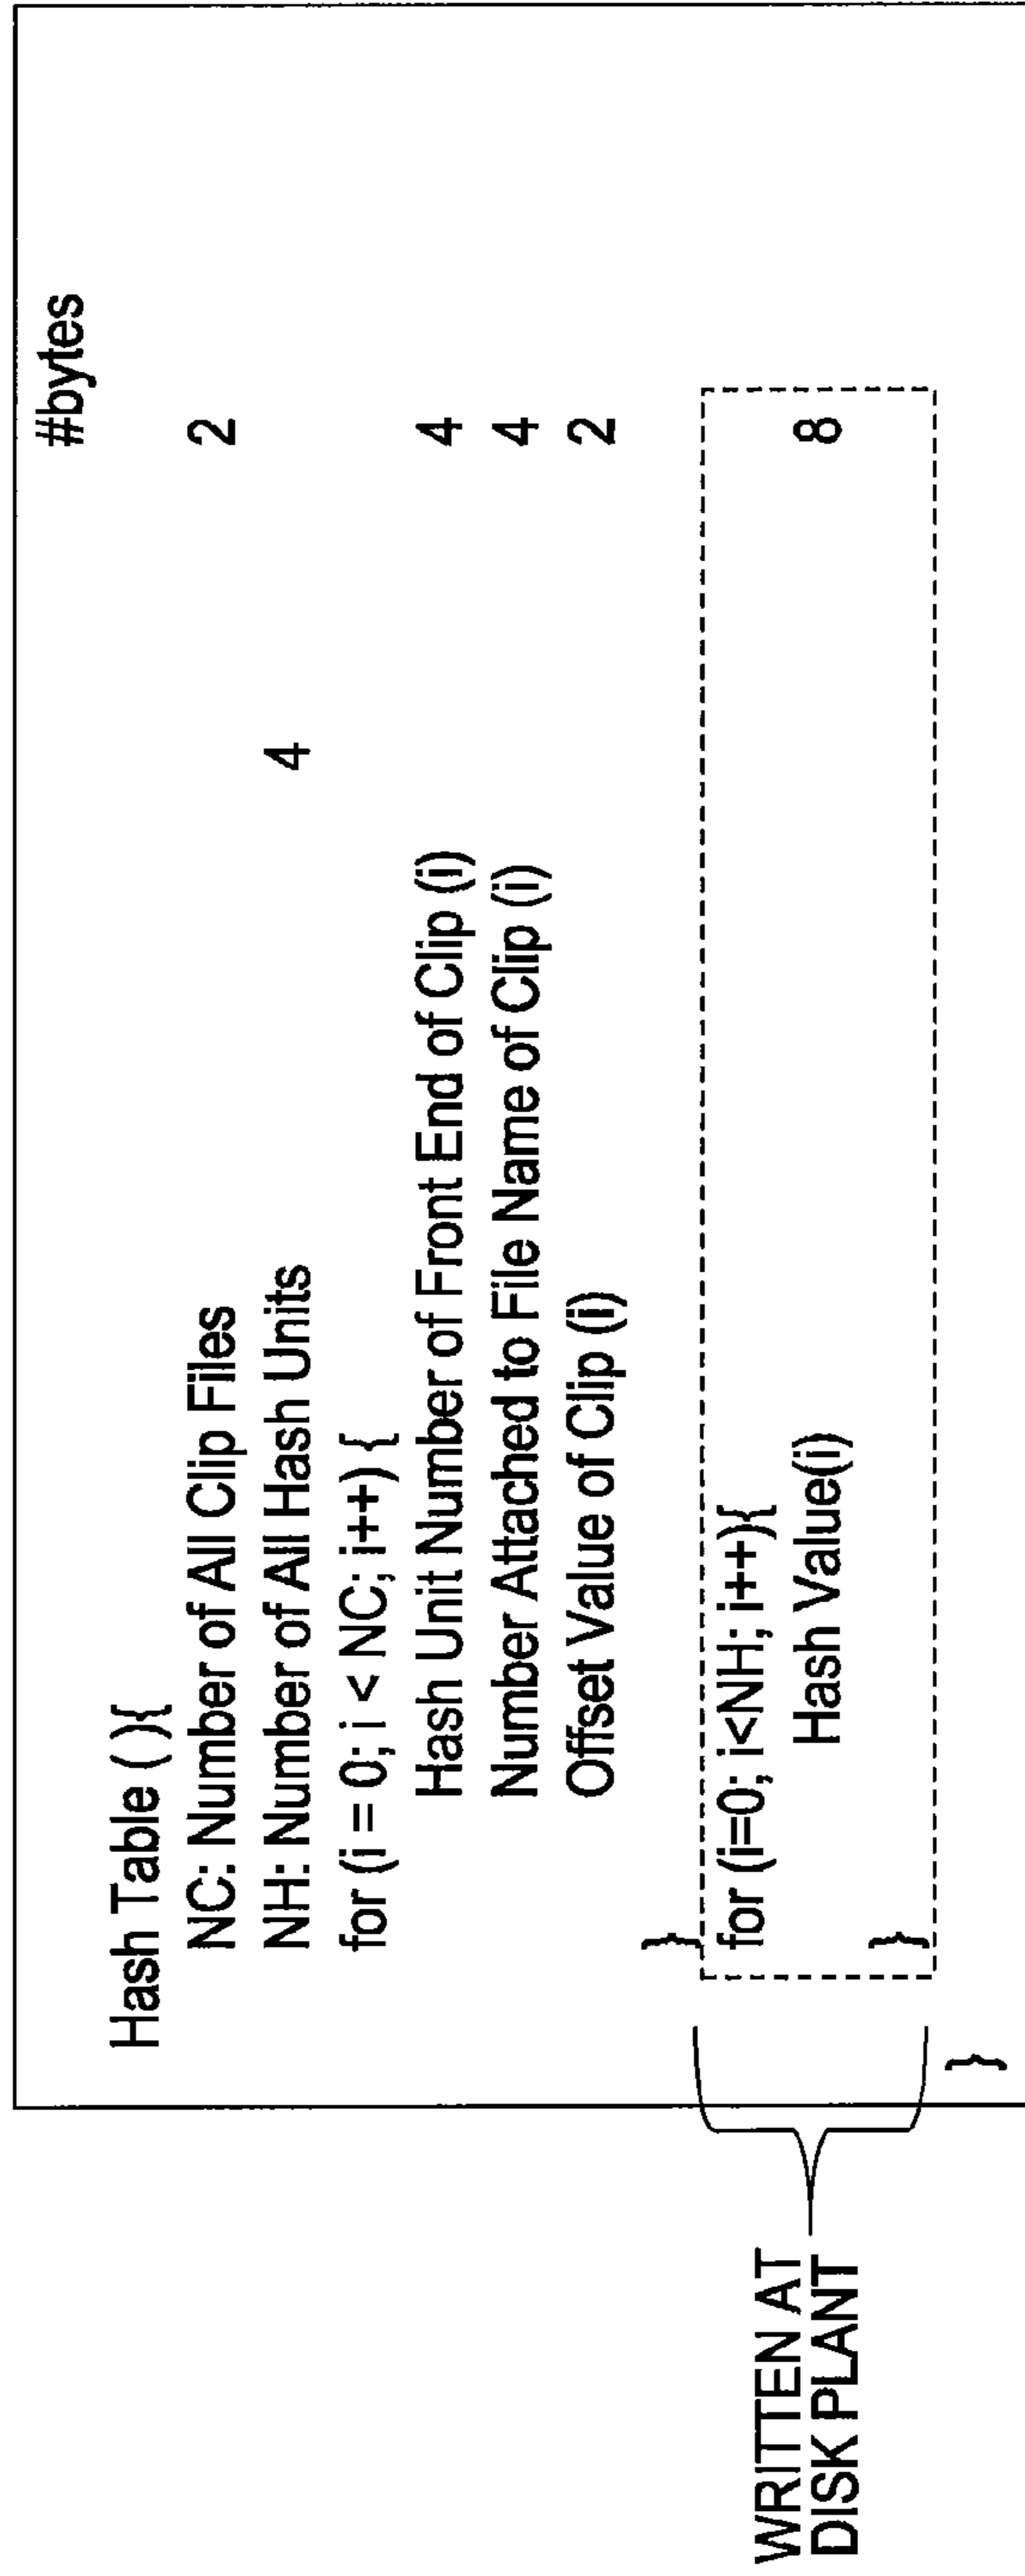 #bytes
Hash Table ( ){
NC: Number of All Clip Files 2
NH: Number of All Hash Units 4
for (i = 0; i < NC; i++) {
Hash Unit Number of Front End of Clip (i) 4
Number Attached to File Name of Clip (i) 4
Offset Value of Clip (i) 2
}
for (i=0; i<NH; i++){
Hash Value(i) 8
}
}
WRITTEN AT
DISK PLANT